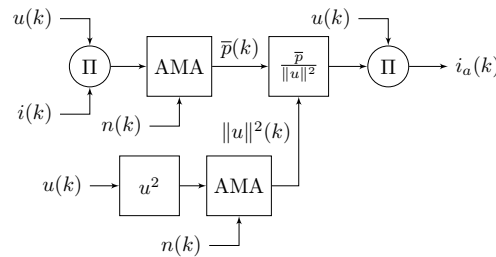 u(k)
u(k)
Π
AMA
p̅(k)
p̅
‖u‖²
Π
i_a(k)
i(k)
n(k)
‖u‖²(k)
u(k)
u²
AMA
n(k)